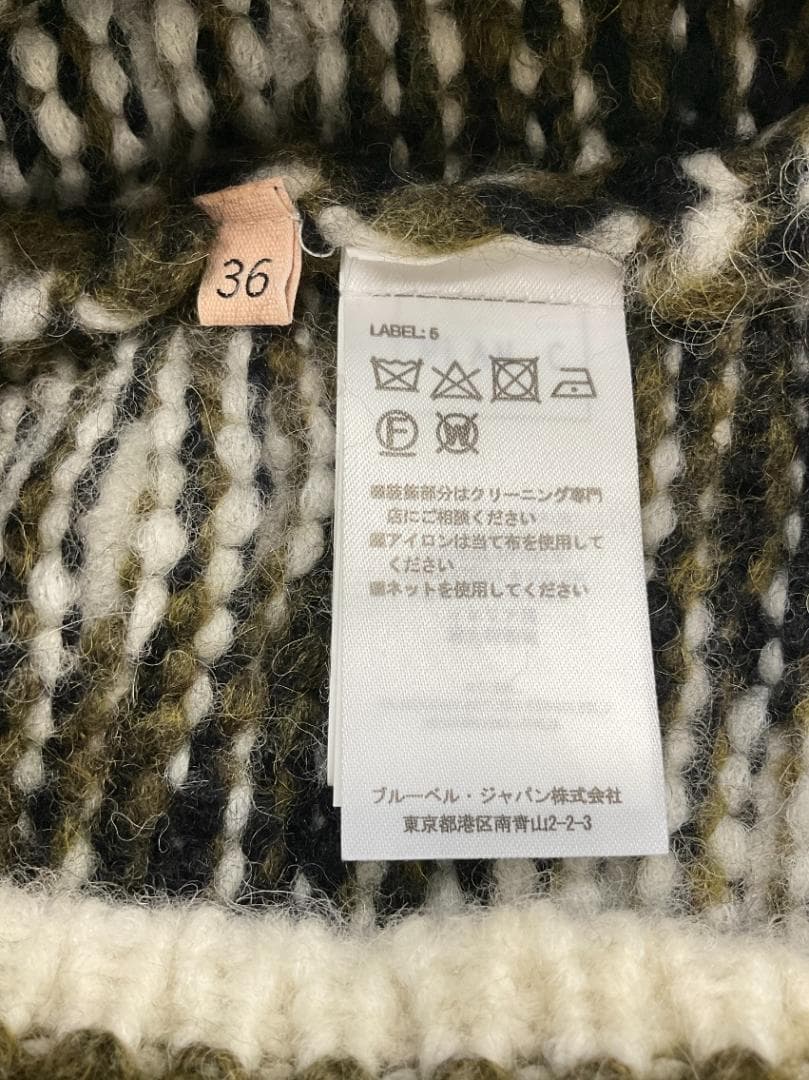 36
LABEL: 5
F
W
装飾部分はクリーニング専門
店にご相談ください
アイロンは当て布を使用して
ください
ネットを使用してください
ブルーベル・ジャパン株式会社
東京都港区南青山2-2-3